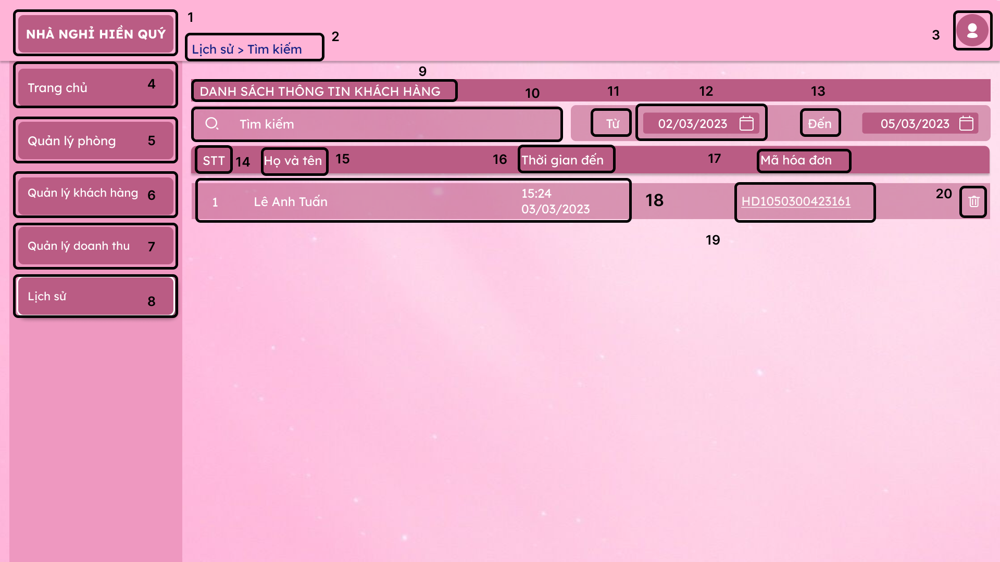 1
NHÀ NGHỈ HIỀN QUÝ
2
Lịch sử > Tìm kiếm
3
Trang chủ 4
Quản lý phòng 5
Quản lý khách hàng 6
Quản lý doanh thu 7
Lịch sử 8
9
DANH SÁCH THÔNG TIN KHÁCH HÀNG
10 11 12 13
Tìm kiếm
Từ 02/03/2023 Đến 05/03/2023
STT 14 Họ và tên 15 16 Thời gian đến 17 Mã hóa đơn
1 Lê Anh Tuấn 15:24
03/03/2023
18 HD1050300423161 20
19